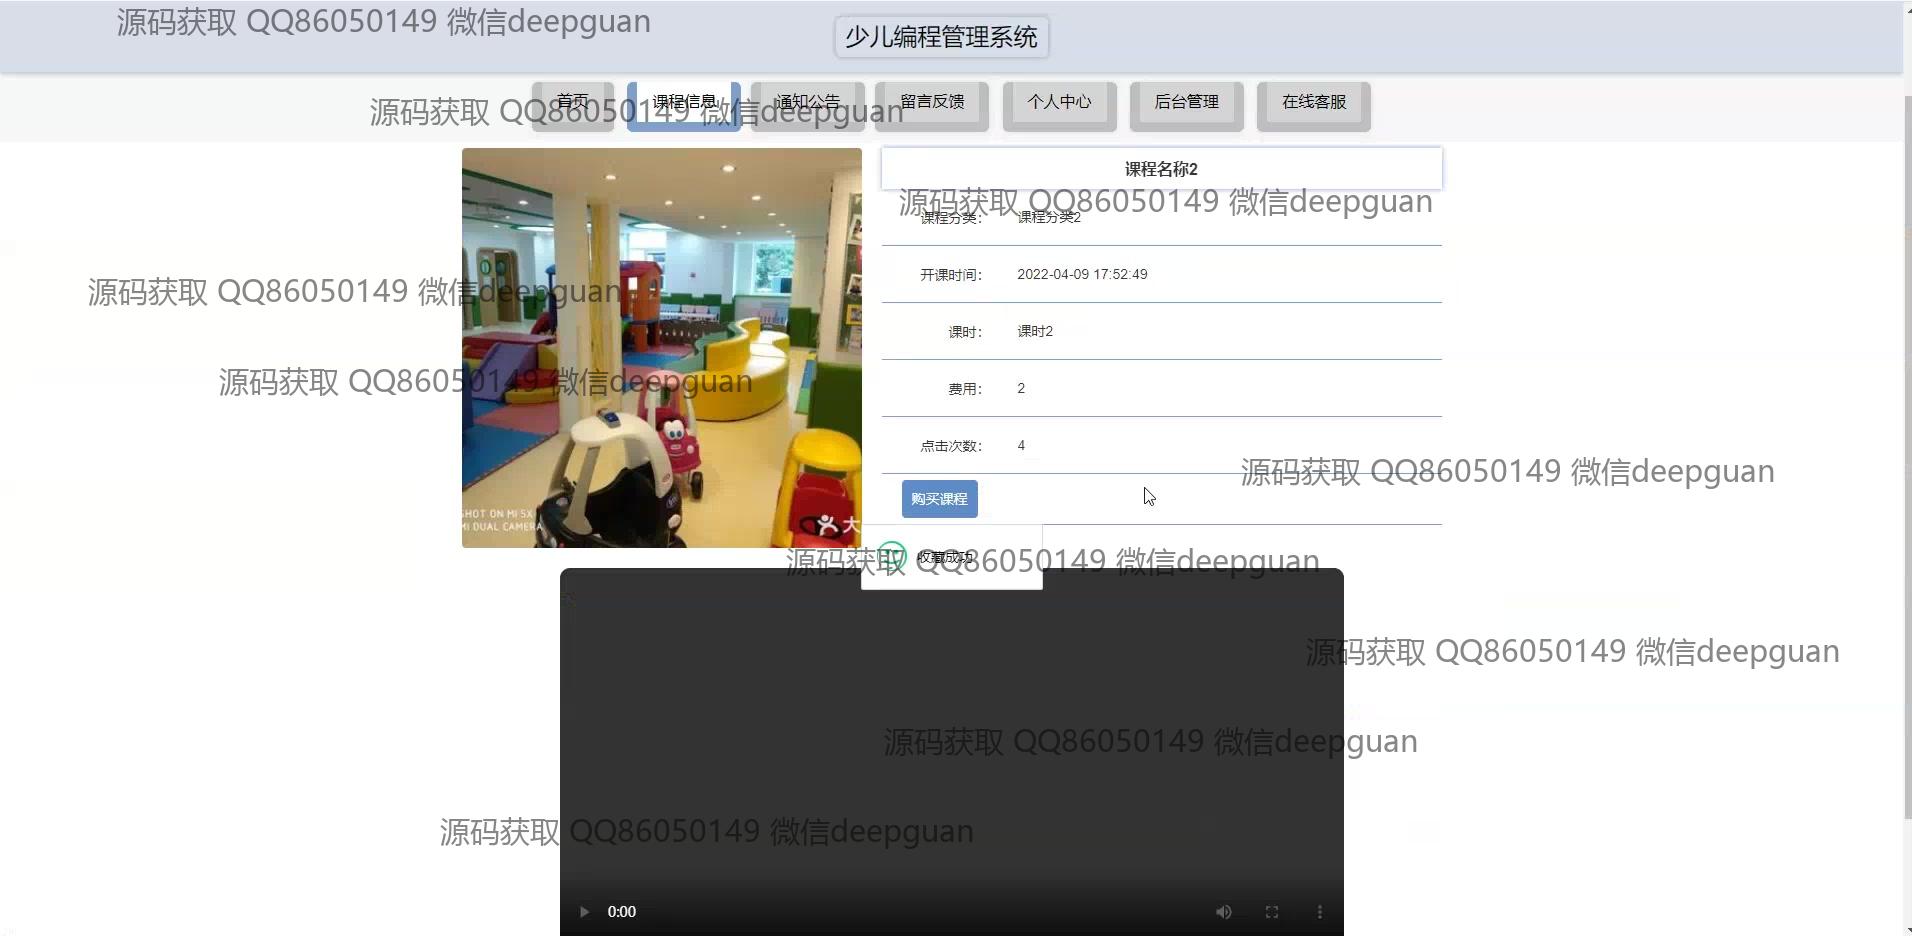 源码获取 QQ86050149 微信deepguan
少儿编程管理系统
首页 课程信息 通知公告 留言反馈 个人中心 后台管理 在线客服
源码获取 QQ86050149 微信deepguan
课程名称2
源码获取 QQ86050149 微信deepguan
课程分类： 课程分类2
开课时间： 2022-04-09 17:52:49
源码获取 QQ86050149 微信deepguan
课时： 课时2
源码获取 QQ86050149 微信deepguan
费用： 2
点击次数： 4
源码获取 QQ86050149 微信deepguan
购买课程
SHOT ON MI 5X
MI DUAL CAMERA
大
收藏成功
源码获取 QQ86050149 微信deepguan
源码获取 QQ86050149 微信deepguan
源码获取 QQ86050149 微信deepguan
源码获取 QQ86050149 微信deepguan
0:00